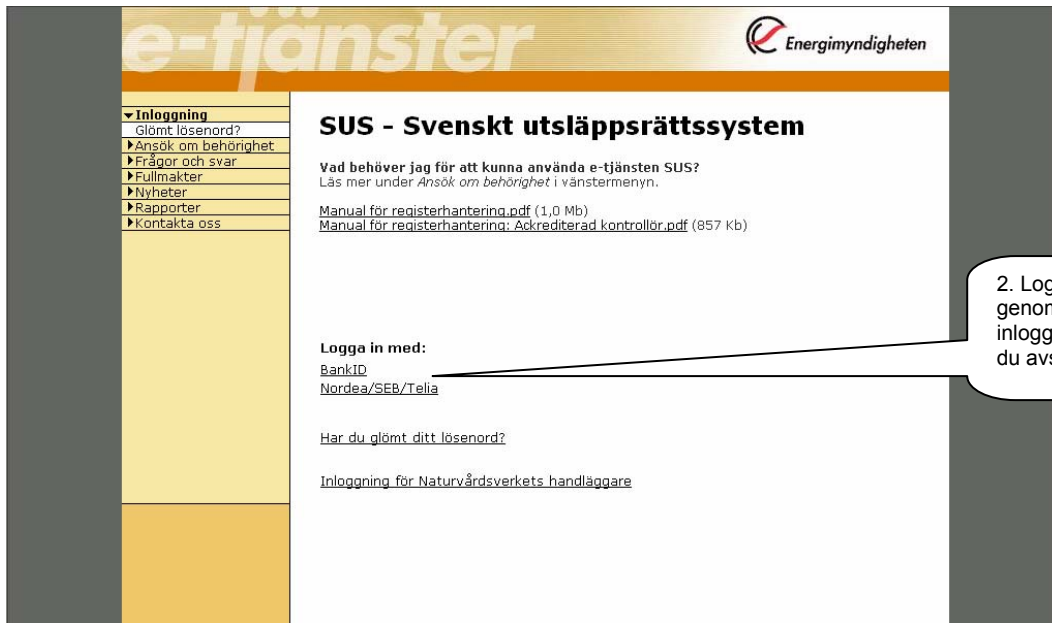 e-tjänster
Energimyndigheten
Inloggning
Glömt lösenord?
Ansök om behörighet
Frågor och svar
Fullmakter
Nyheter
Rapporter
Kontakta oss
SUS - Svenskt utsläppsrättssystem
Vad behöver jag för att kunna använda e-tjänsten SUS?
Läs mer under Ansök om behörighet i vänstermenyn.
Manual för registerhantering.pdf (1,0 Mb)
Manual för registerhantering: Ackrediterad kontrollör.pdf (857 Kb)
Logga in med:
BankID
Nordea/SEB/Telia
Har du glömt ditt lösenord?
Inloggning för Naturvårdsverkets handläggare
2.
du